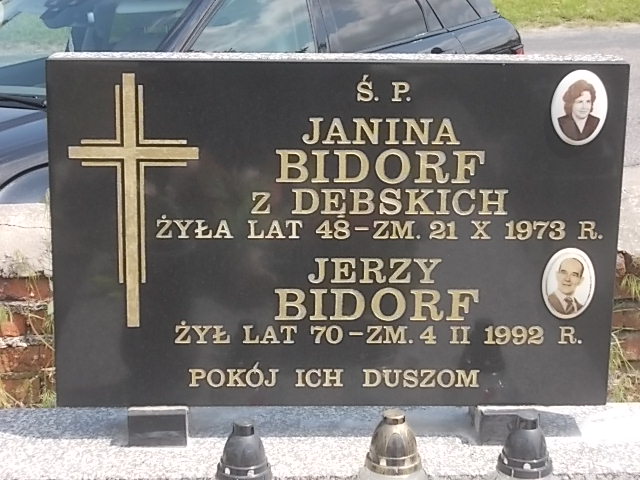 Ś. P.
JANINA
BIDORF
Z DĘBSKICH
ŻYŁA LAT 48 – ZM. 21 X 1973 R.
JERZY
BIDORF
ŻYŁ LAT 70 – ZM. 4 II 1992 R.
POKÓJ ICH DUSZOM